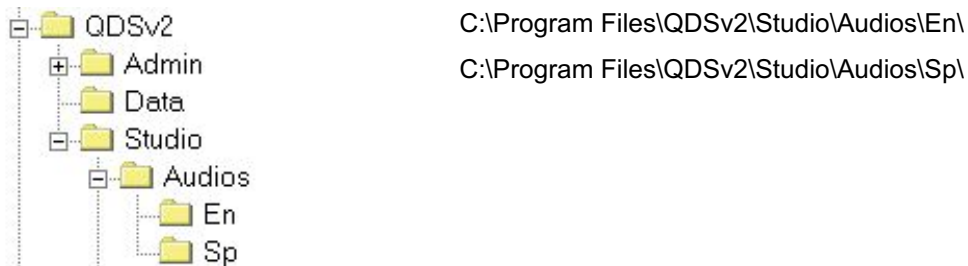 QDSv2
Admin
Data
Studio
Audios
En
Sp
C:\Program Files\QDSv2\Studio\Audios\En\
C:\Program Files\QDSv2\Studio\Audios\Sp\